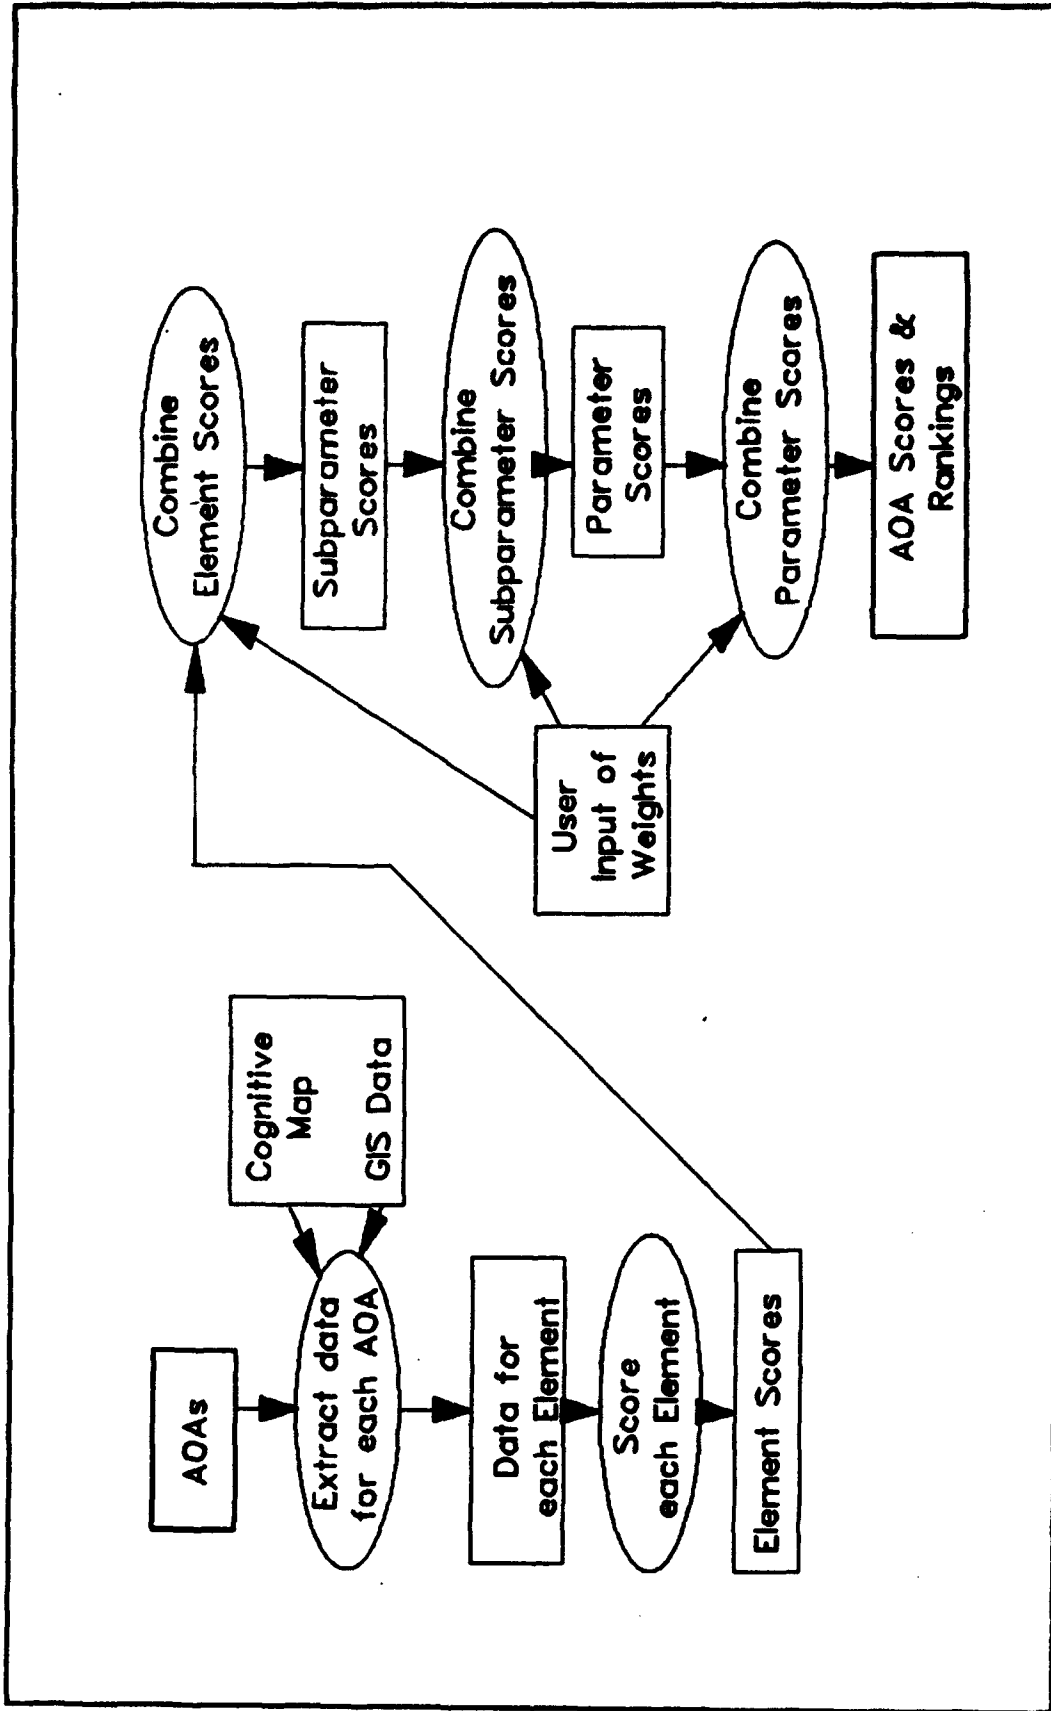 AOAs
Extract data
for each AOA
Cognitive
Map
GIS Data
Data for
each Element
Score
each Element
Element Scores
Combine
Element Scores
Subparameter
Scores
Combine
Subparameter Scores
User
Input of
Weights
Parameter
Scores
Combine
Parameter Scores
AOA Scores &
Rankings